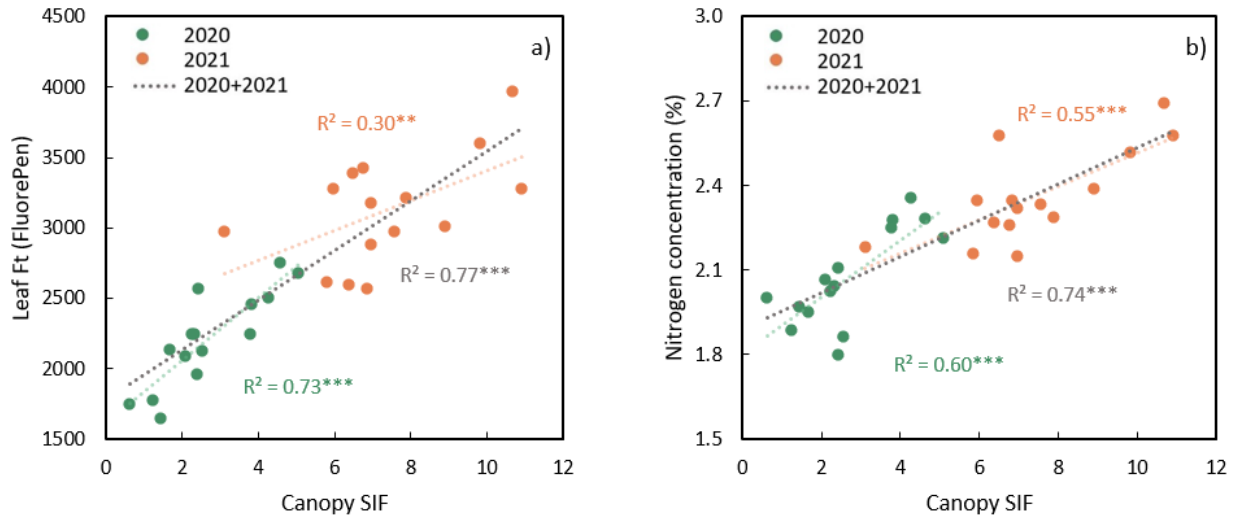 4500
4000
3500
3000
2500
2000
1500
Leaf Ft (FluorePen)
2020
2021
2020+2021
a)
R² = 0.30**
R² = 0.77***
R² = 0.73***
0 2 4 6 8 10 12
Canopy SIF
3.0
2.7
2.4
2.1
1.8
1.5
Nitrogen concentration (%)
2020
2021
2020+2021
b)
R² = 0.55***
R² = 0.74***
R² = 0.60***
0 2 4 6 8 10 12
Canopy SIF